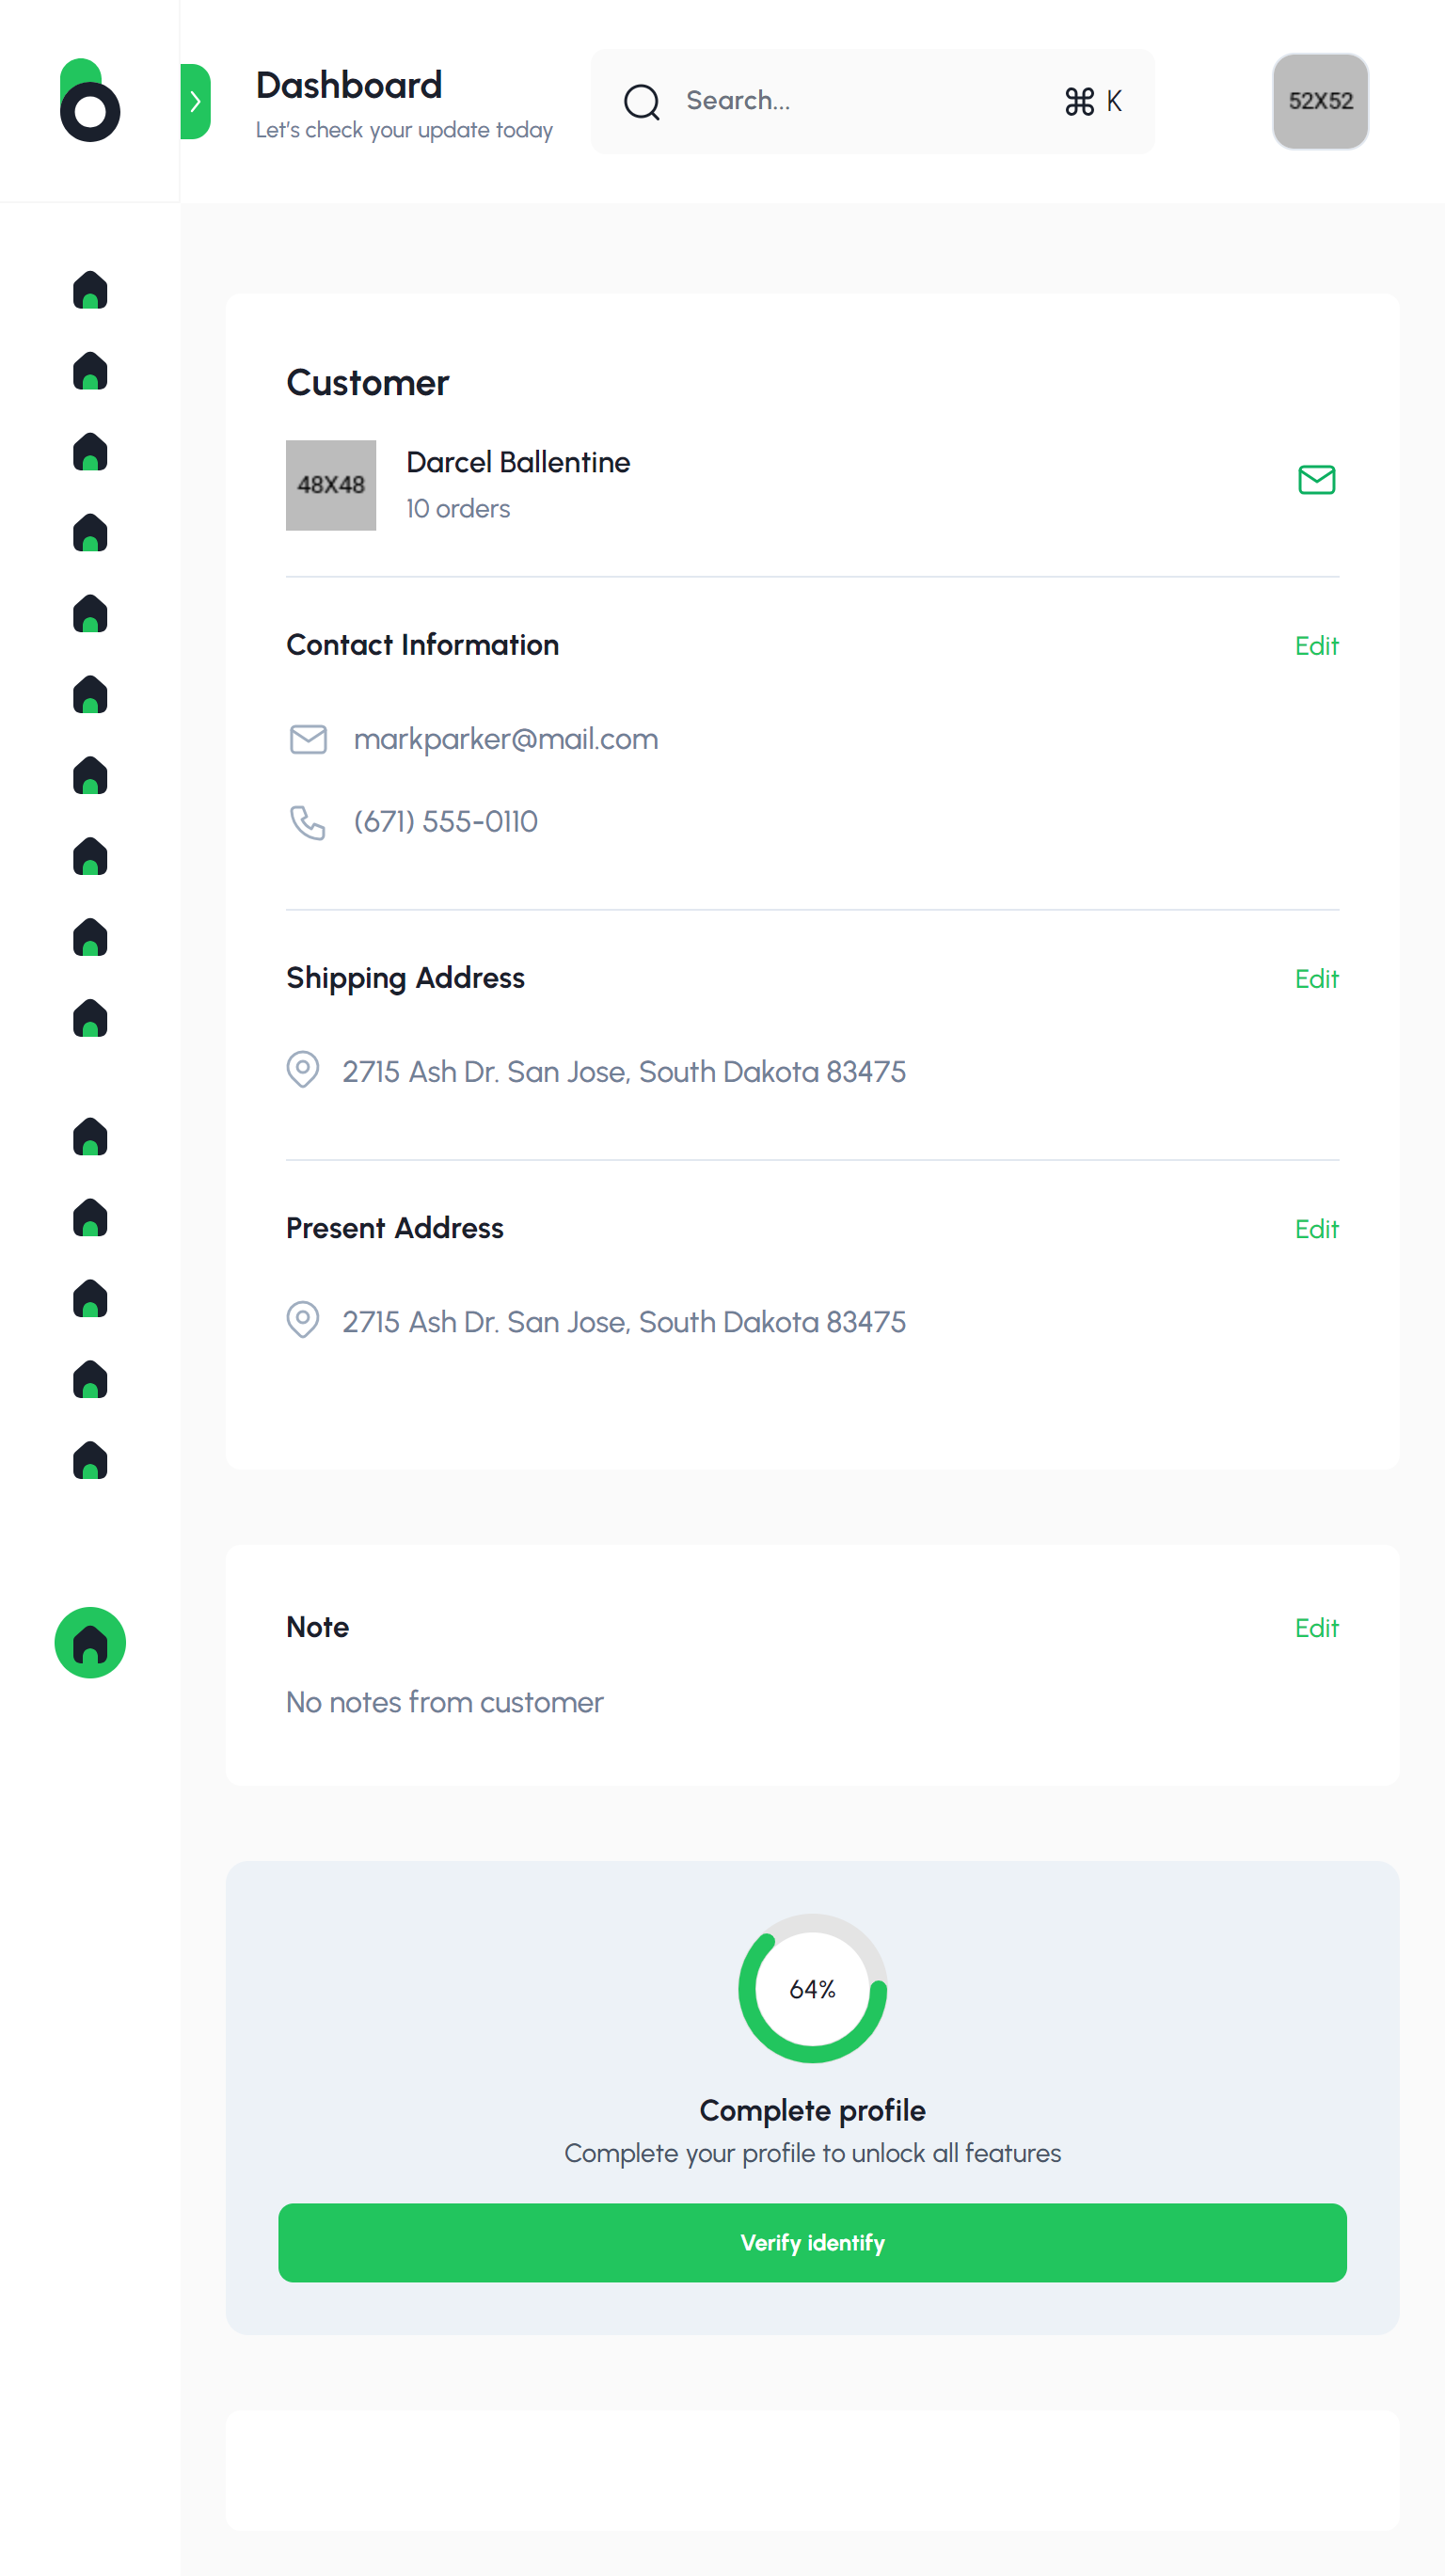 Dashboard
Let's check your update today
Search...
⌘ K
52X52
Customer
48X48
Darcel Ballentine
10 orders
Contact Information
Edit
markparker@mail.com
(671) 555-0110
Shipping Address
Edit
2715 Ash Dr. San Jose, South Dakota 83475
Present Address
Edit
2715 Ash Dr. San Jose, South Dakota 83475
Note
Edit
No notes from customer
64%
Complete profile
Complete your profile to unlock all features
Verify identify